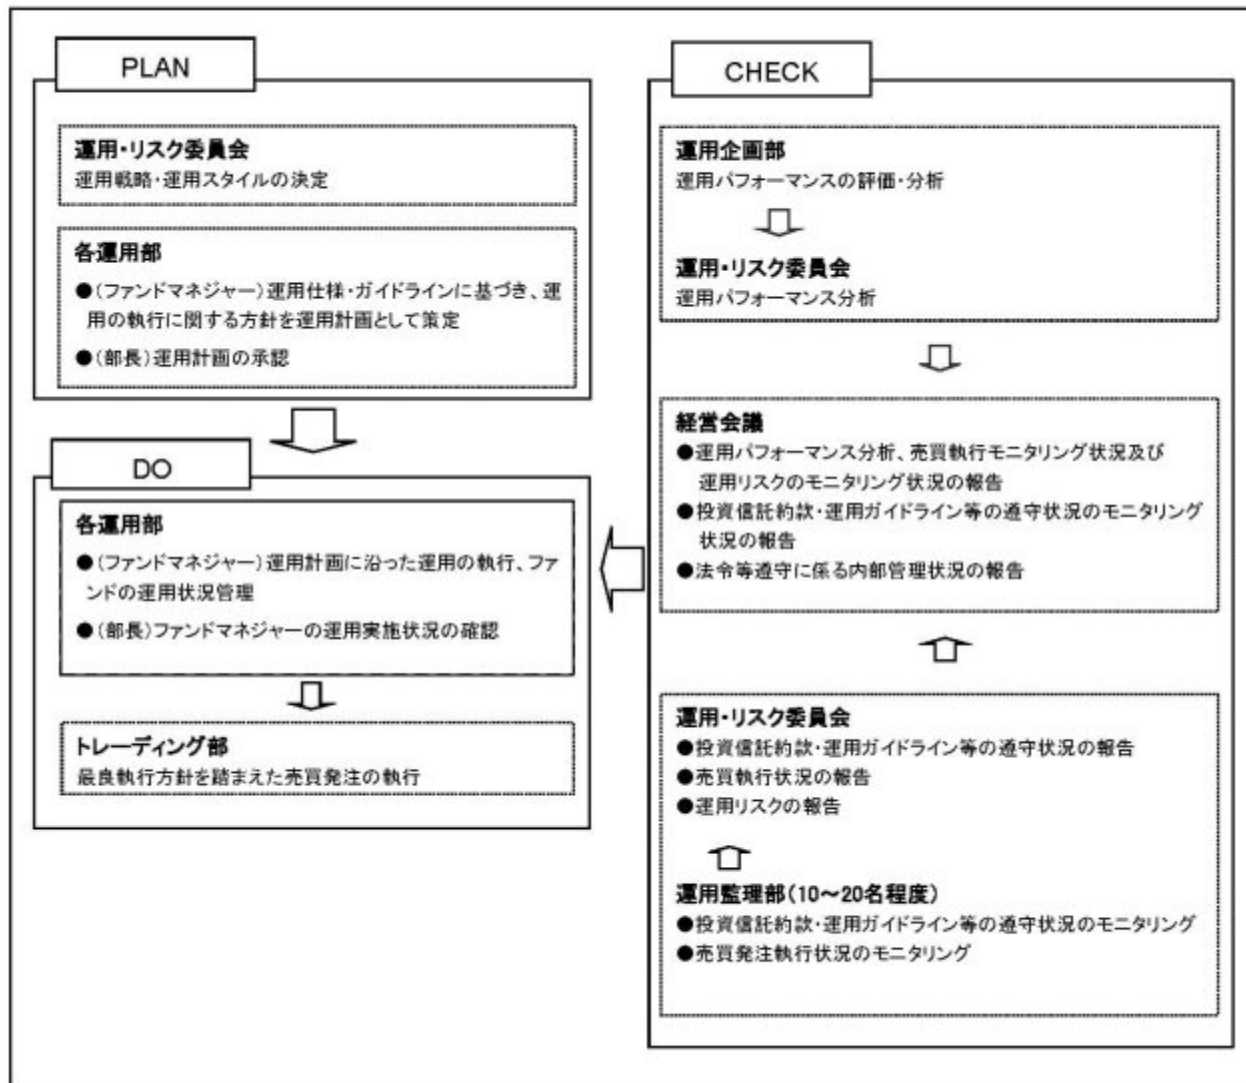 PLAN
運用・リスク委員会
運用戦略・運用スタイルの決定
各運用部
●(ファンドマネジャー)運用仕様・ガイドラインに基づき、運
用の執行に関する方針を運用計画として策定
●(部長)運用計画の承認
DO
各運用部
●(ファンドマネジャー)運用計画に沿った運用の執行、ファ
ンドの運用状況管理
●(部長)ファンドマネジャーの運用実施状況の確認
トレーディング部
最良執行方針を踏まえた売買発注の執行
CHECK
運用企画部
運用パフォーマンスの評価・分析
運用・リスク委員会
運用パフォーマンス分析
経営会議
●運用パフォーマンス分析、売買執行モニタリング状況及び
運用リスクのモニタリング状況の報告
●投資信託約款・運用ガイドライン等の遵守状況のモニタリング
状況の報告
●法令等遵守に係る内部管理状況の報告
運用・リスク委員会
●投資信託約款・運用ガイドライン等の遵守状況の報告
●売買執行状況の報告
●運用リスクの報告
運用監理部(10～20名程度)
●投資信託約款・運用ガイドライン等の遵守状況のモニタリング
●売買発注執行状況のモニタリング